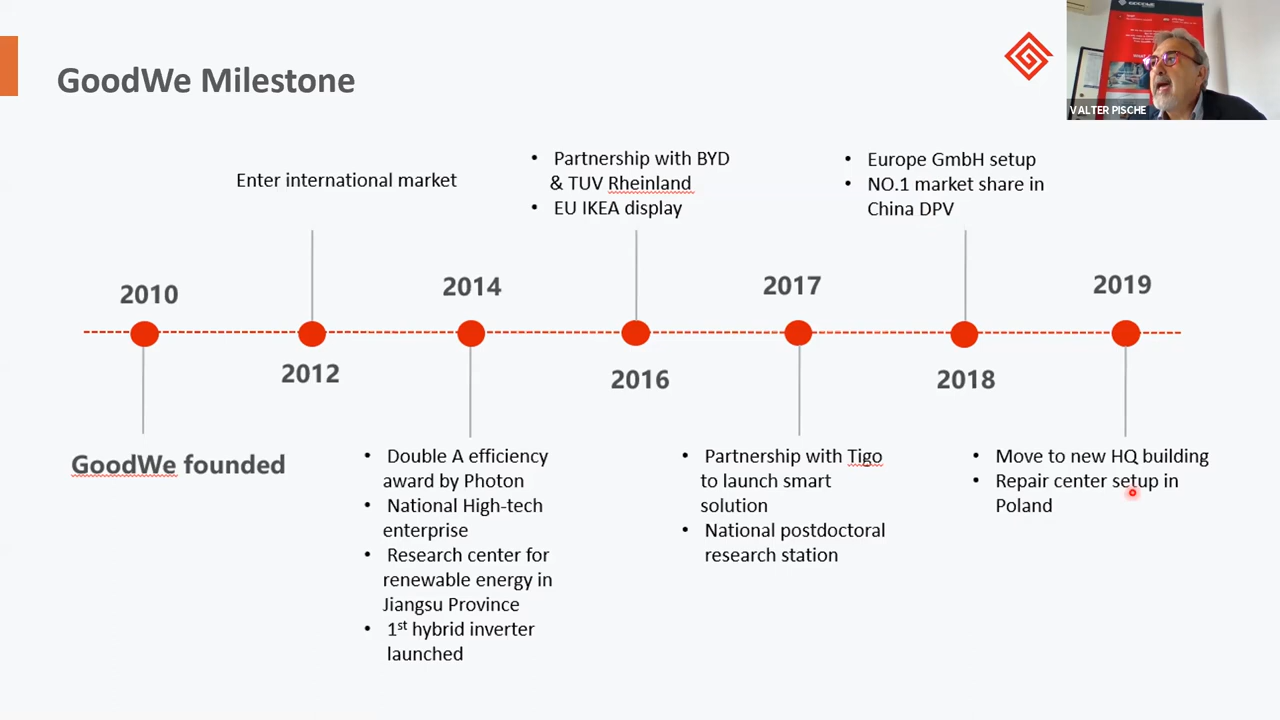 GoodWe Milestone
GOODWE
VALTER PISCHE
Enter international market
• Partnership with BYD
& TUV Rheinland
• EU IKEA display
• Europe GmbH setup
• NO.1 market share in
China DPV
2010
2012
2014
2016
2017
2018
2019
GoodWe founded
• Double A efficiency
award by Photon
• National High-tech
enterprise
• Research center for
renewable energy in
Jiangsu Province
• 1st hybrid inverter
launched
• Partnership with Tigo
to launch smart
solution
• National postdoctoral
research station
• Move to new HQ building
• Repair center setup in
Poland